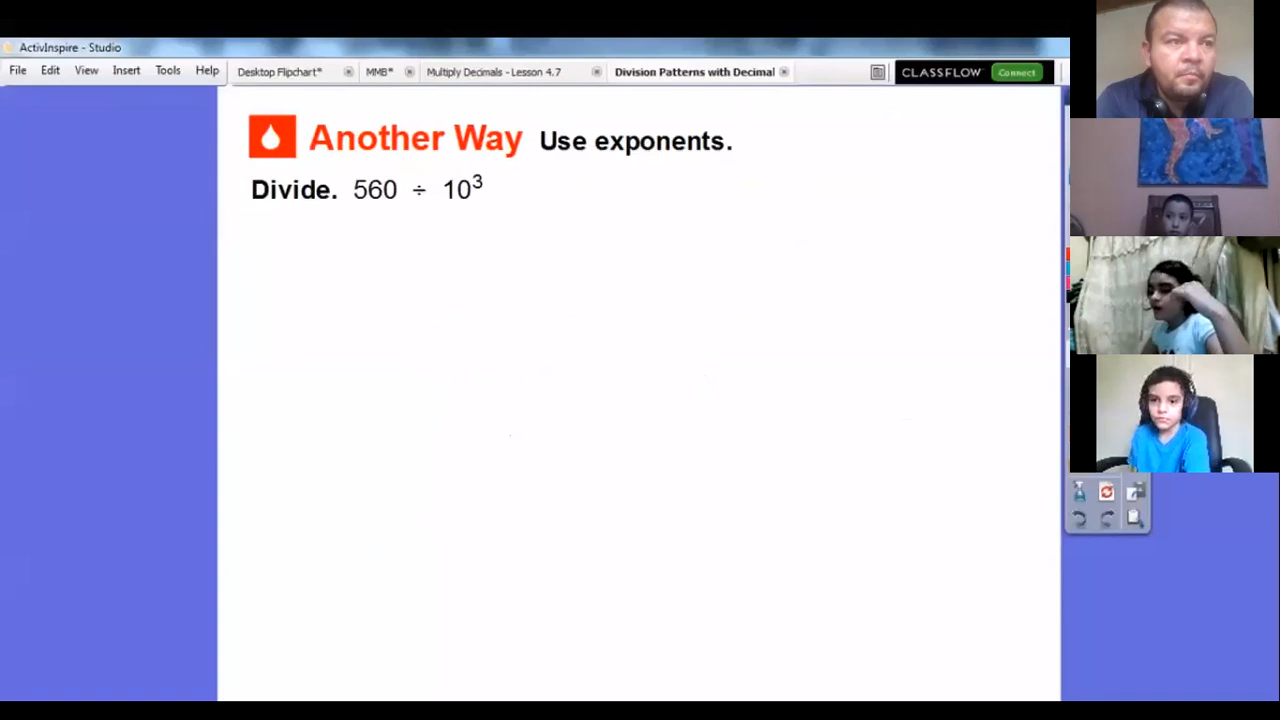 ActivInspire - Studio
File Edit View Insert Tools Help
Desktop Flipchart* MMB* Multiply Decimals - Lesson 4.7 Division Patterns with Decimal
CLASSFLOW Connect
Another Way Use exponents.
Divide. 560 ÷ 10³